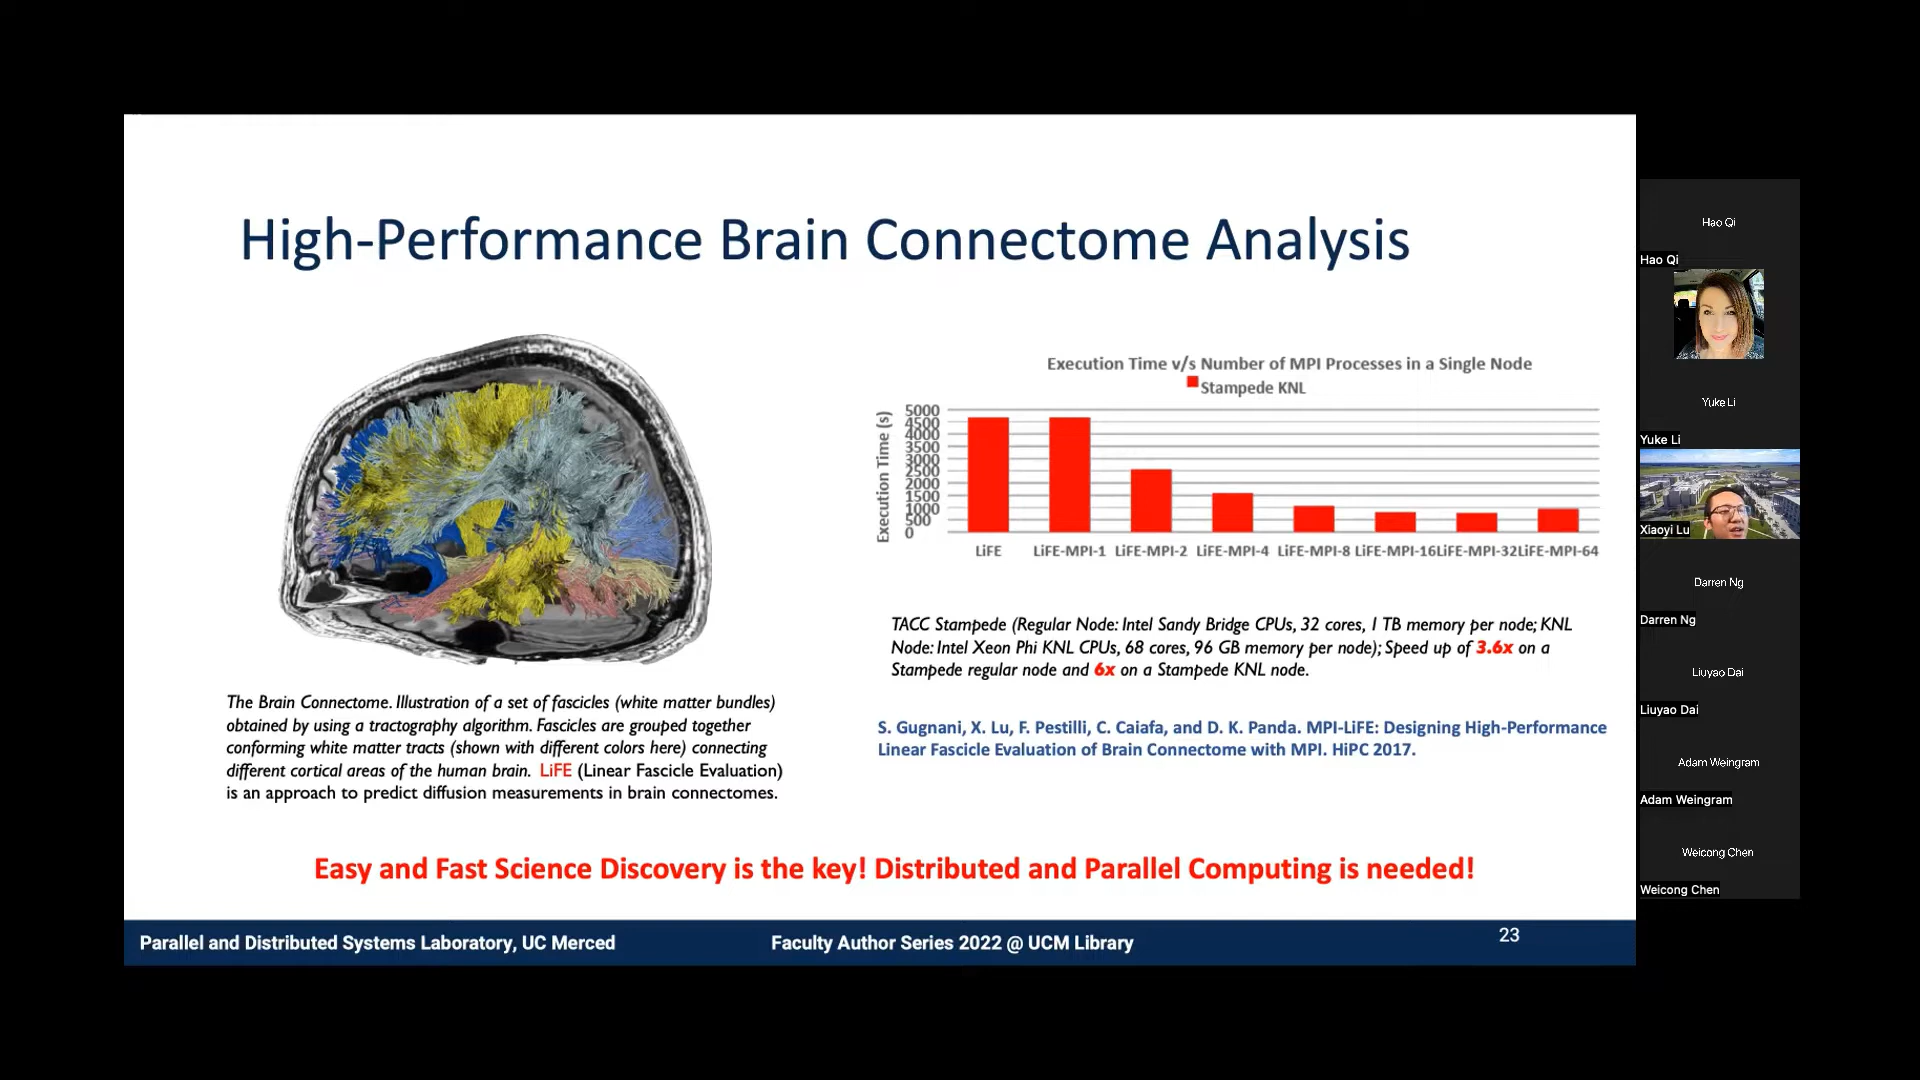 High-Performance Brain Connectome Analysis
The Brain Connectome. Illustration of a set of fascicles (white matter bundles)
obtained by using a tractography algorithm. Fascicles are grouped together
conforming white matter tracts (shown with different colors here) connecting
different cortical areas of the human brain. LiFE (Linear Fascicle Evaluation)
is an approach to predict diffusion measurements in brain connectomes.
Execution Time v/s Number of MPI Processes in a Single Node
Stampede KNL
Execution Time (s)
5000
4500
4000
3500
3000
2500
2000
1500
1000
500
0
LiFE LiFE-MPI-1 LiFE-MPI-2 LiFE-MPI-4 LiFE-MPI-8 LiFE-MPI-16 LiFE-MPI-32 LiFE-MPI-64
TACC Stampede (Regular Node: Intel Sandy Bridge CPUs, 32 cores, 1 TB memory per node; KNL
Node: Intel Xeon Phi KNL CPUs, 68 cores, 96 GB memory per node); Speed up of 3.6x on a
Stampede regular node and 6x on a Stampede KNL node.
S. Gugnani, X. Lu, F. Pestilli, C. Caiafa, and D. K. Panda. MPI-LiFE: Designing High-Performance
Linear Fascicle Evaluation of Brain Connectome with MPI. HiPC 2017.
Easy and Fast Science Discovery is the key! Distributed and Parallel Computing is needed!
Parallel and Distributed Systems Laboratory, UC Merced
Faculty Author Series 2022 @ UCM Library
23
Hao Qi
Hao Qi
Yuke Li
Yuke Li
Xiaoyi Lu
Darren Ng
Darren Ng
Liuyao Dai
Liuyao Dai
Adam Weingram
Adam Weingram
Weicong Chen
Weicong Chen